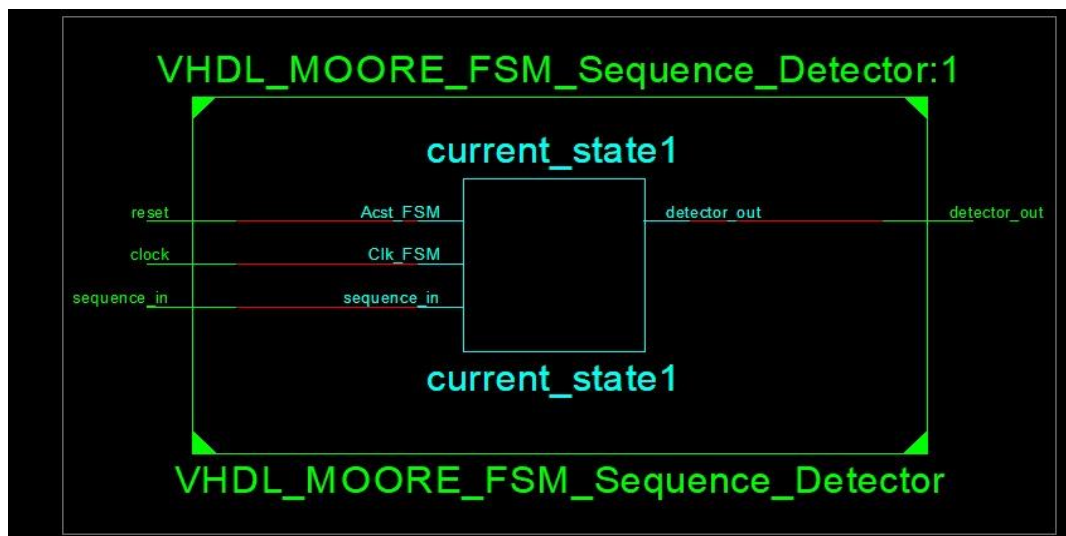 VHDL_MOORE_FSM_Sequence_Detector:1
current_state1
reset Acst_FSM detector_out detector_out
clock Clk_FSM
sequence_in sequence_in
current_state1
VHDL_MOORE_FSM_Sequence_Detector